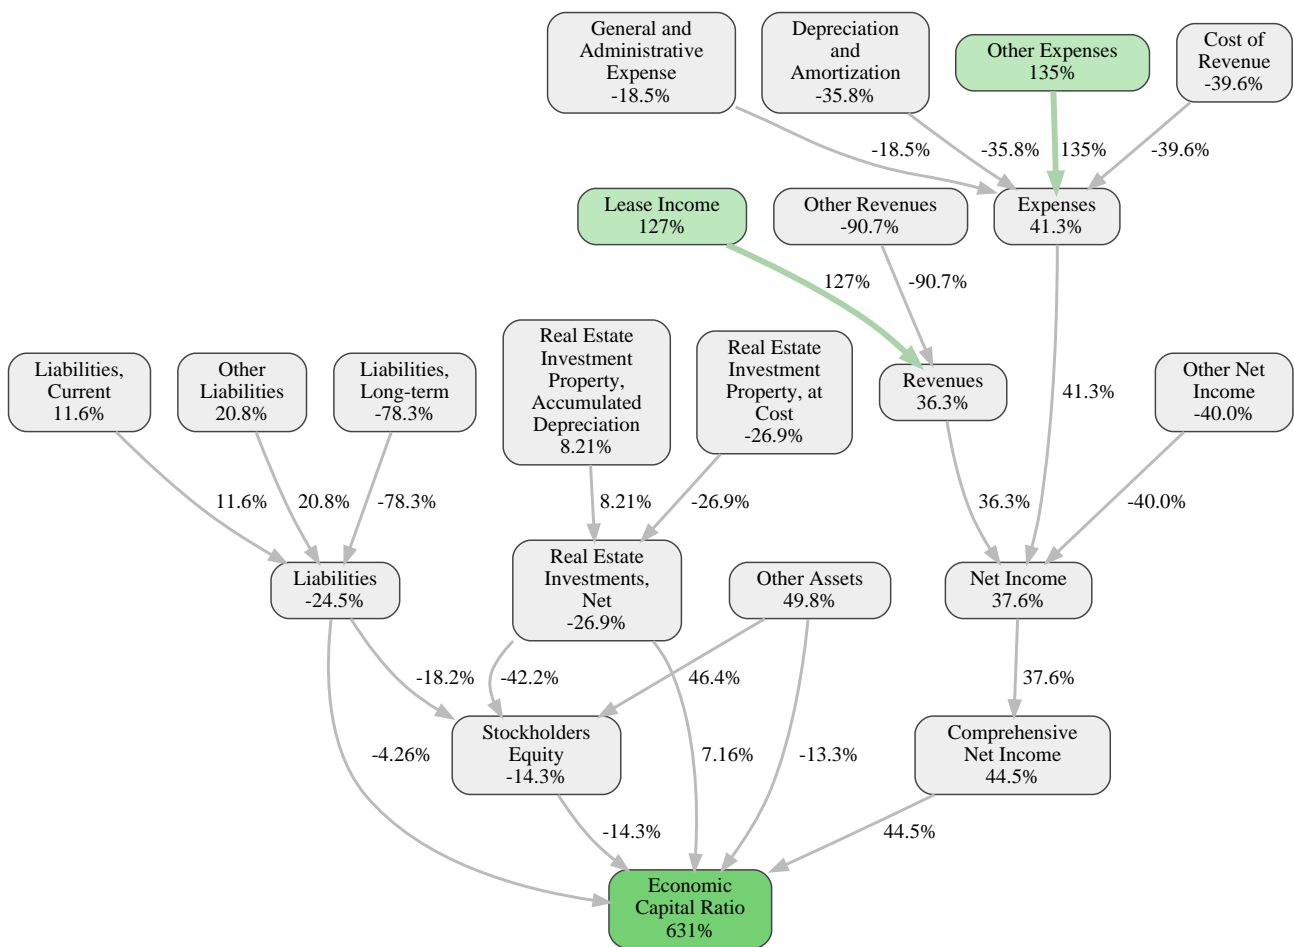 General and
Administrative
Expense
-18.5%
Depreciation
and
Amortization
-35.8%
Other Expenses
135%
Cost of
Revenue
-39.6%
-18.5%
-35.8%
135%
-39.6%
Lease Income
127%
Other Revenues
-90.7%
Expenses
41.3%
127%
-90.7%
Liabilities,
Current
11.6%
Other
Liabilities
20.8%
Liabilities,
Long-term
-78.3%
Real Estate
Investment
Property,
Accumulated
Depreciation
8.21%
Real Estate
Investment
Property, at
Cost
-26.9%
Revenues
36.3%
41.3%
Other Net
Income
-40.0%
11.6%
20.8%
-78.3%
8.21%
-26.9%
36.3%
-40.0%
Liabilities
-24.5%
Real Estate
Investments,
Net
-26.9%
Other Assets
49.8%
Net Income
37.6%
-18.2%
-42.2%
46.4%
37.6%
-4.26%
Stockholders
Equity
-14.3%
7.16%
-13.3%
Comprehensive
Net Income
44.5%
-14.3%
44.5%
Economic
Capital Ratio
631%